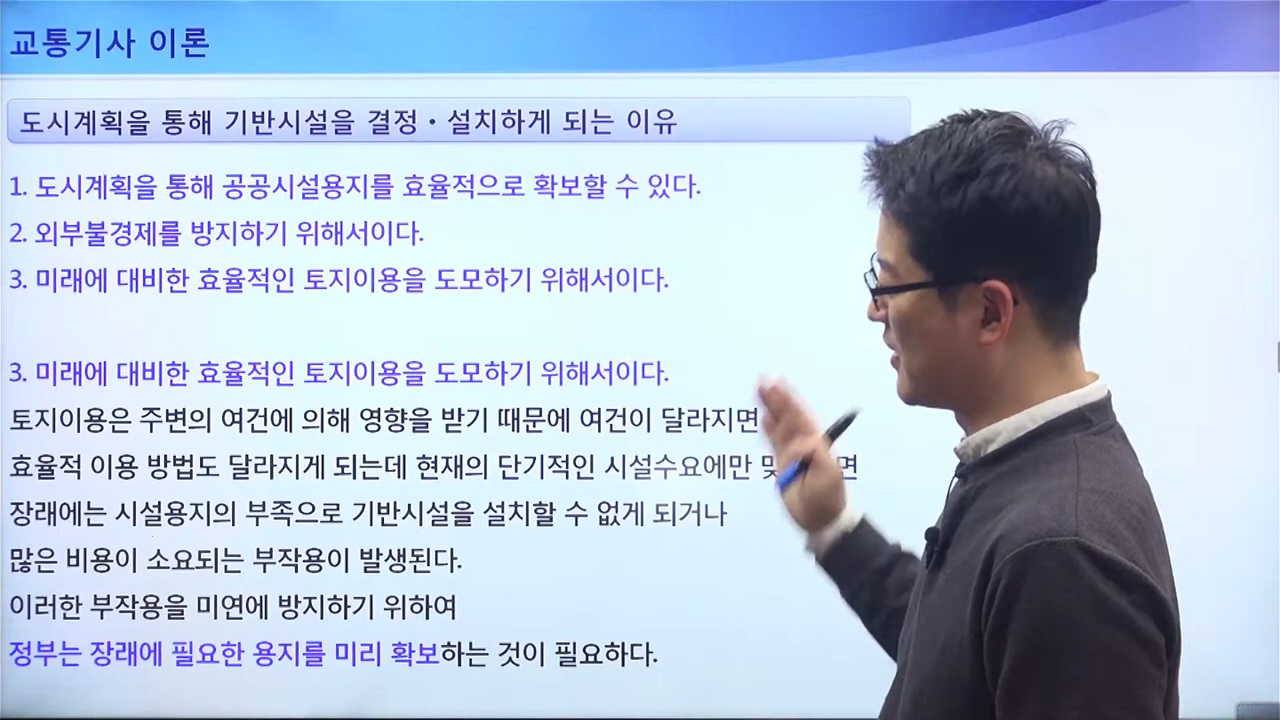 교통기사 이론
도시계획을 통해 기반시설을 결정・설치하게 되는 이유
1. 도시계획을 통해 공공시설용지를 효율적으로 확보할 수 있다.
2. 외부불경제를 방지하기 위해서이다.
3. 미래에 대비한 효율적인 토지이용을 도모하기 위해서이다.
3. 미래에 대비한 효율적인 토지이용을 도모하기 위해서이다.
토지이용은 주변의 여건에 의해 영향을 받기 때문에 여건이 달라지면
효율적 이용 방법도 달라지게 되는데 현재의 단기적인 시설수요에만
장래에는 시설용지의 부족으로 기반시설을 설치할 수 없게 되거나
많은 비용이 소요되는 부작용이 발생된다.
이러한 부작용을 미연에 방지하기 위하여
정부는 장래에 필요한 용지를 미리 확보하는 것이 필요하다.